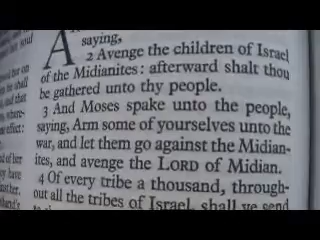 saying,
A
2 Avenge the children of Israel
of the Midianites: afterward shalt thou
be gathered unto thy people.
3 And Moses spake unto the people,
saying, Arm some of yourselves unto the
war, and let them go against the Midian-
ites, and avenge the LORD of Midian.
4 Of every tribe a thousand, through-
out all the tribes of Israel, shall ye send